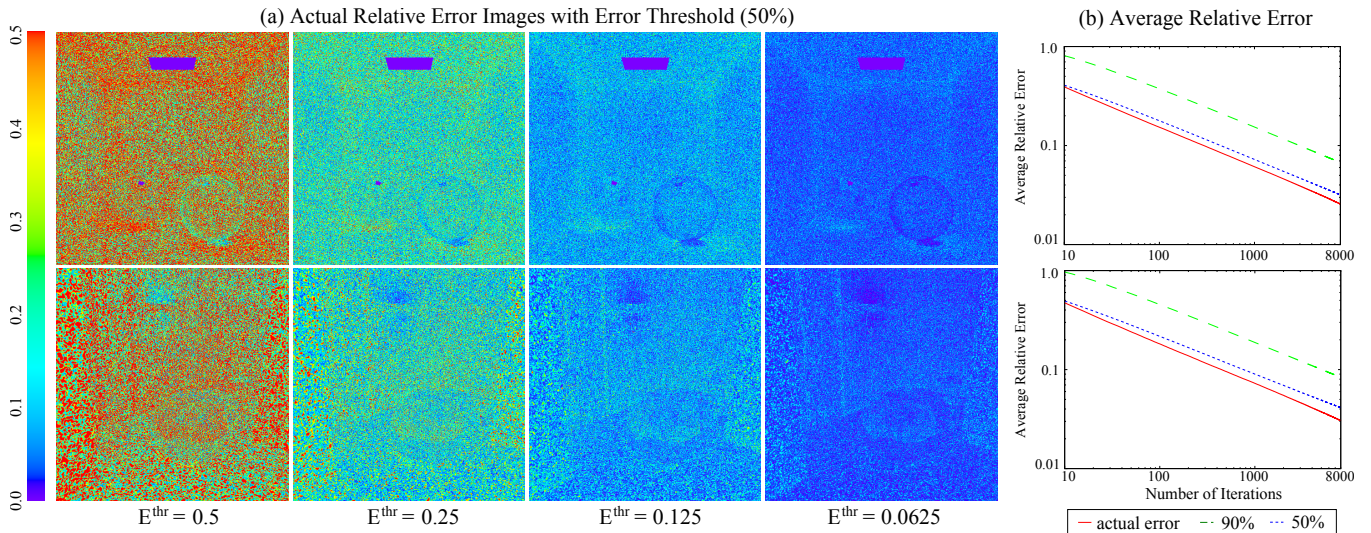 (a) Actual Relative Error Images with Error Threshold (50%)
0.5
0.4
0.3
0.2
0.1
0.0
E^thr = 0.5
E^thr = 0.25
E^thr = 0.125
E^thr = 0.0625
(b) Average Relative Error
Average Relative Error
1.0
0.1
0.01
10 100 1000 8000
Average Relative Error
1.0
0.1
0.01
10 100 1000 8000
Number of Iterations
actual error 90% 50%